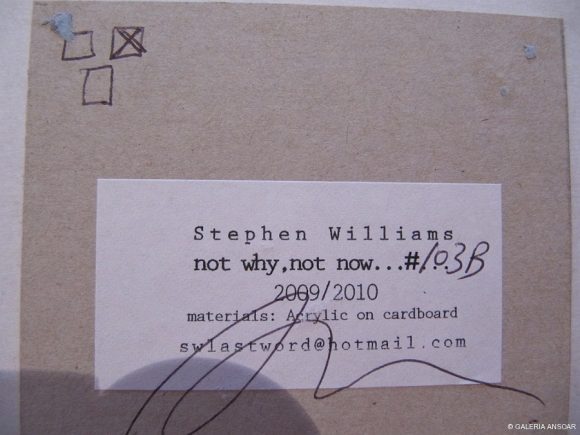 Stephen Williams
not why,not now...#103B
2009/2010
materials: Acrylic on cardboard
swlastword@hotmail.com
© GALERIA ANSOAR